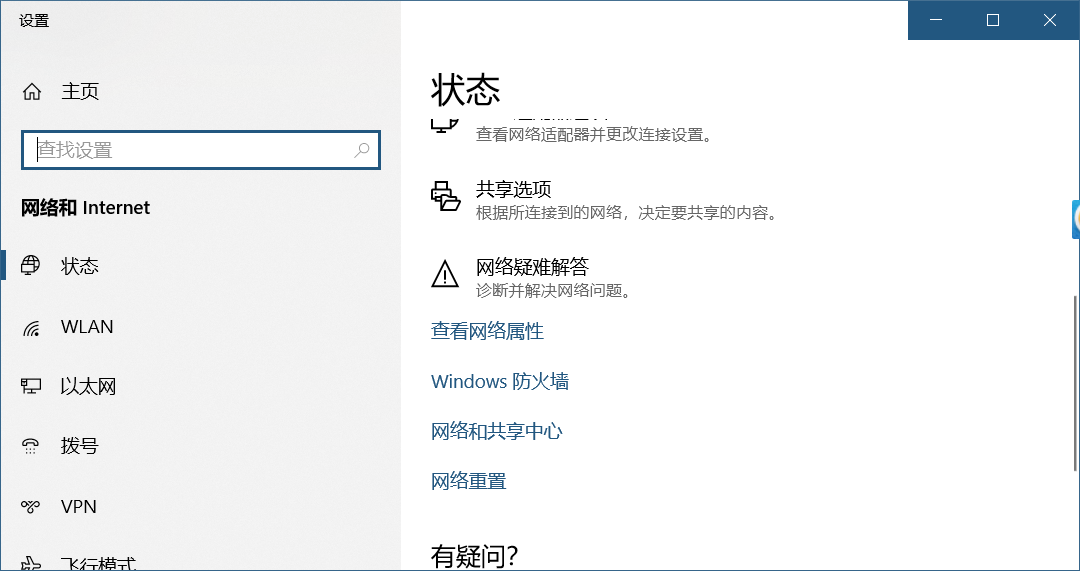 设置
主页
查找设置
网络和 Internet
状态
WLAN
以太网
拨号
VPN
飞行模式
状态
查看网络适配器并更改连接设置。
共享选项
根据所连接到的网络，决定要共享的内容。
网络疑难解答
诊断并解决网络问题。
查看网络属性
Windows 防火墙
网络和共享中心
网络重置
有疑问?